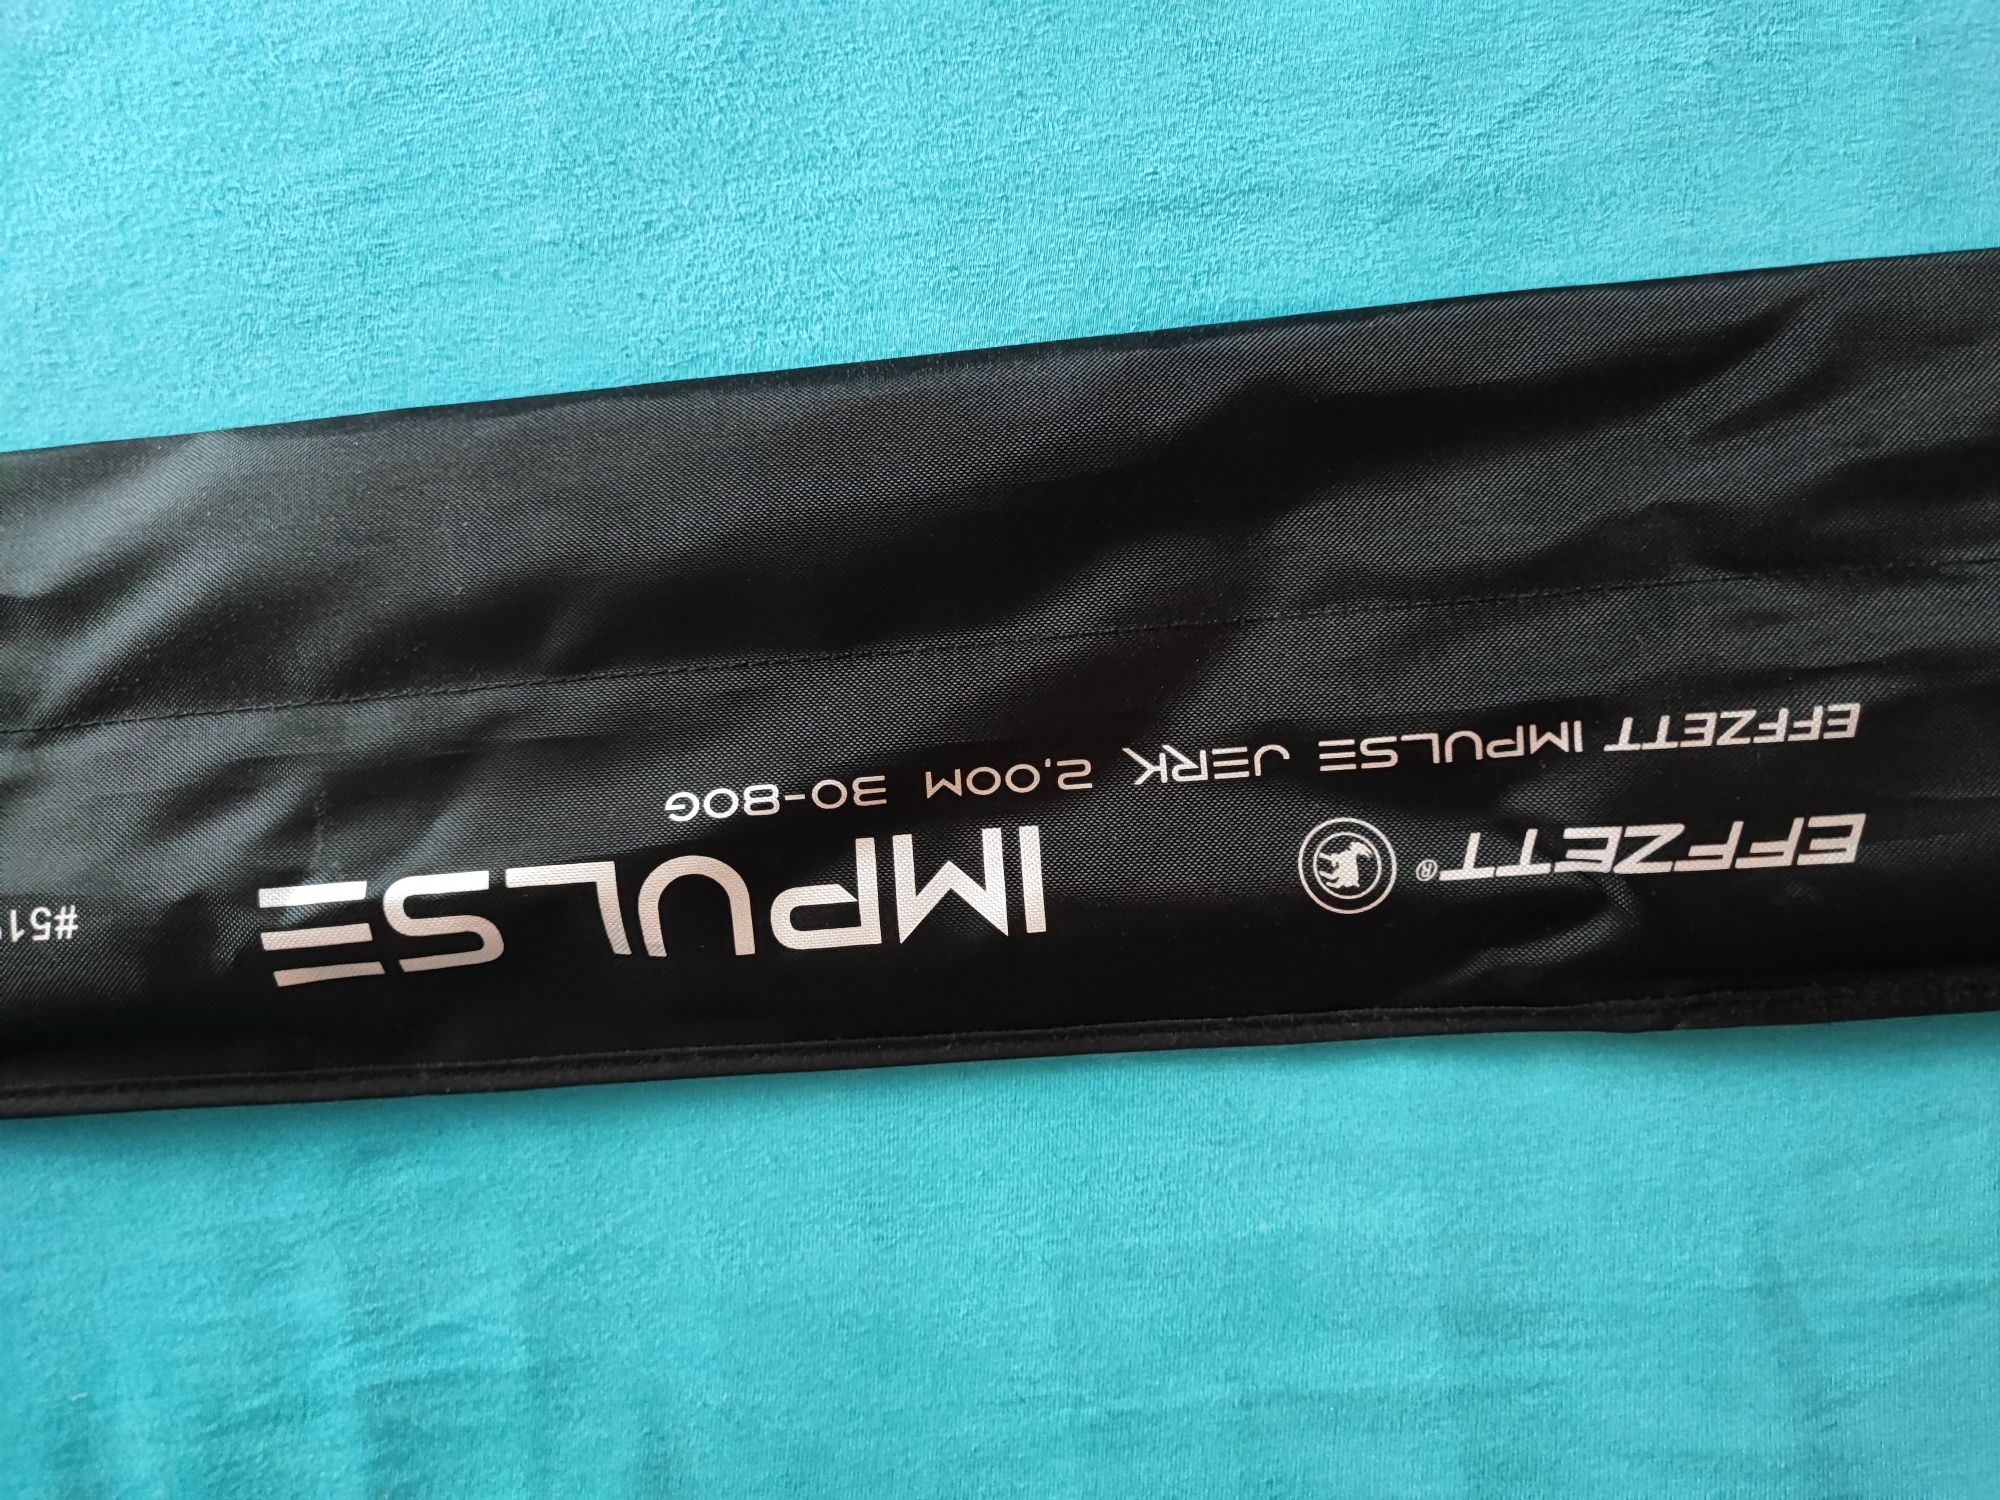 EFFZETT® IMPULSE
EFFZETT IMPULSE JERK 2,00M 30-80G